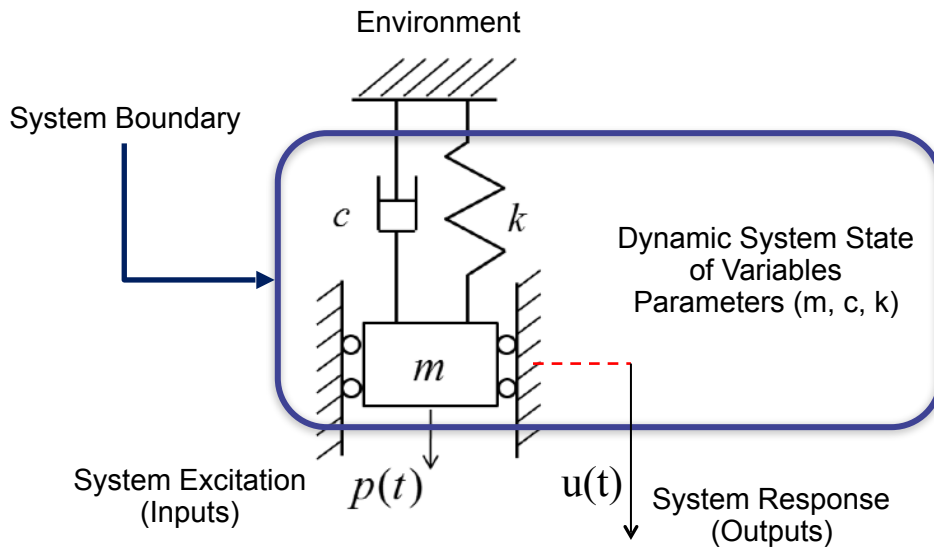 Environment
System Boundary
c
k
Dynamic System State
of Variables
Parameters (m, c, k)
m
System Excitation
(Inputs)
p(t)
u(t)
System Response
(Outputs)